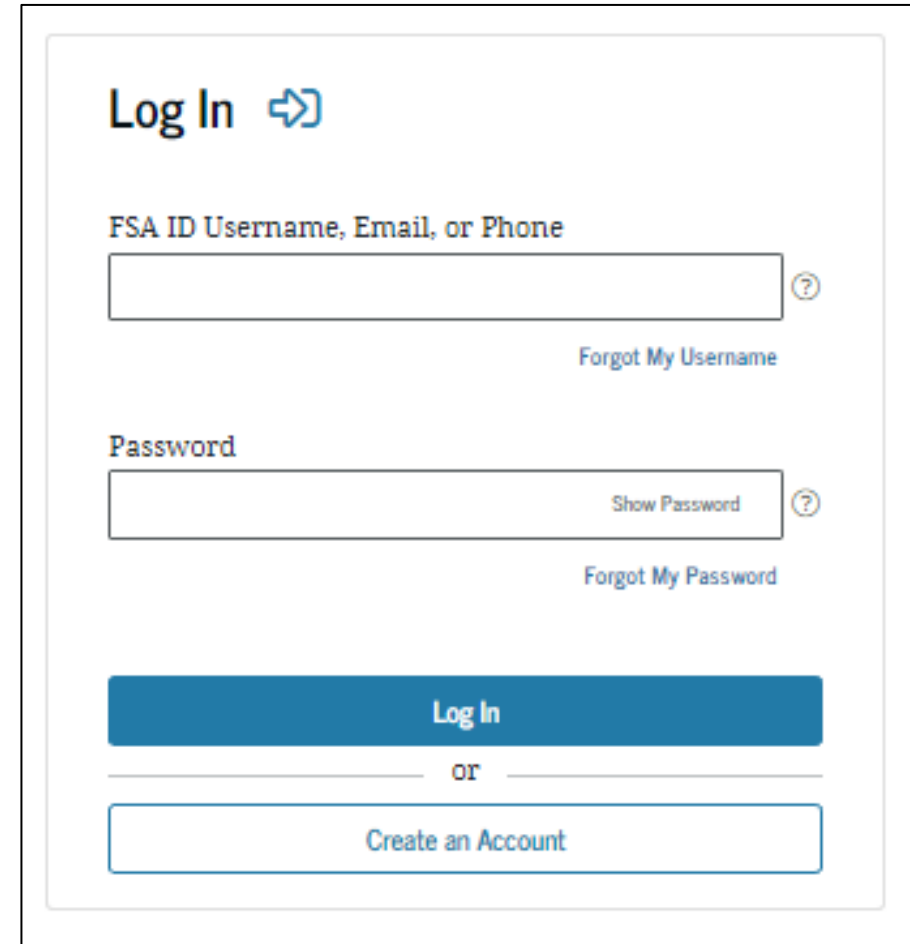 Log In
FSA ID Username, Email, or Phone
?
Forgot My Username
Password
Show Password
?
Forgot My Password
Log In
or
Create an Account